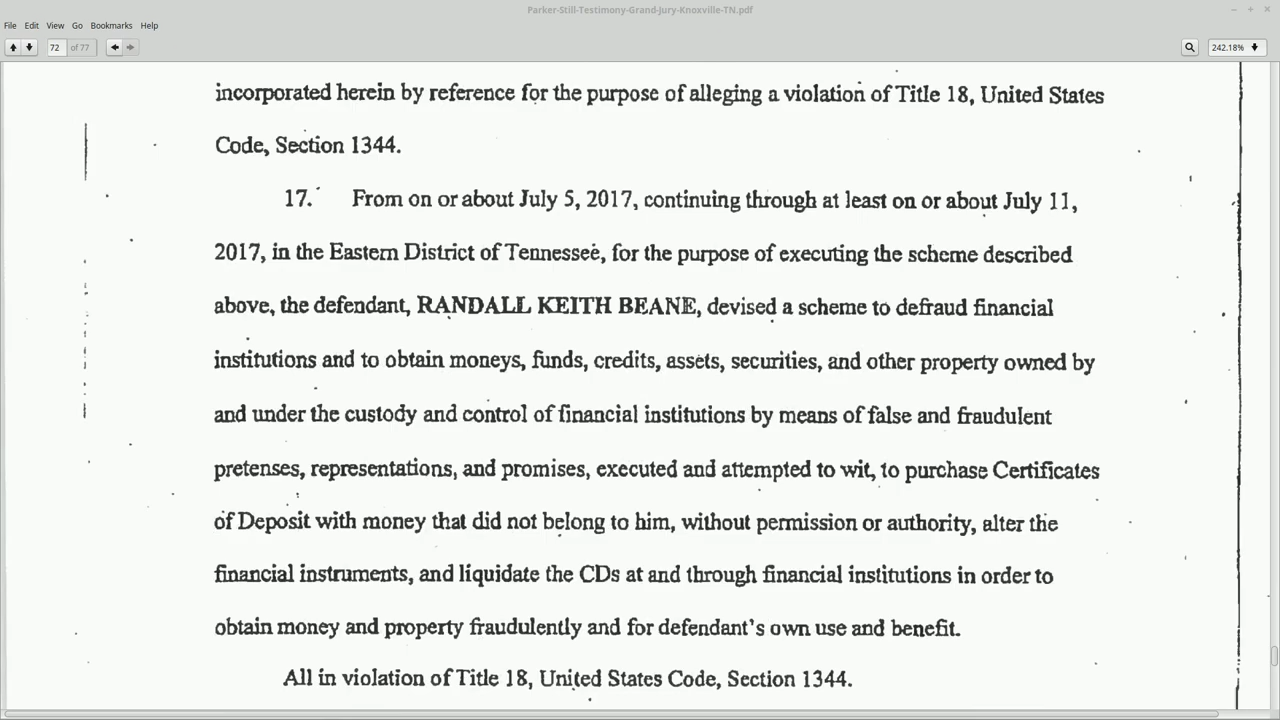 Parker-Still-Testimony-Grand-Jury-Knoxville-TN.pdf
File Edit View Go Bookmarks Help
72 of 77 242.18%
incorporated herein by reference for the purpose of alleging a violation of Title 18, United States
Code, Section 1344.
17. From on or about July 5, 2017, continuing through at least on or about July 11,
2017, in the Eastern District of Tennessee, for the purpose of executing the scheme described
above, the defendant, RANDALL KEITH BEANE, devised a scheme to defraud financial
institutions and to obtain moneys, funds, credits, assets, securities, and other property owned by
and under the custody and control of financial institutions by means of false and fraudulent
pretenses, representations, and promises, executed and attempted to wit, to purchase Certificates
of Deposit with money that did not belong to him, without permission or authority, alter the
financial instruments, and liquidate the CDs at and through financial institutions in order to
obtain money and property fraudulently and for defendant's own use and benefit.
All in violation of Title 18, United States Code, Section 1344.